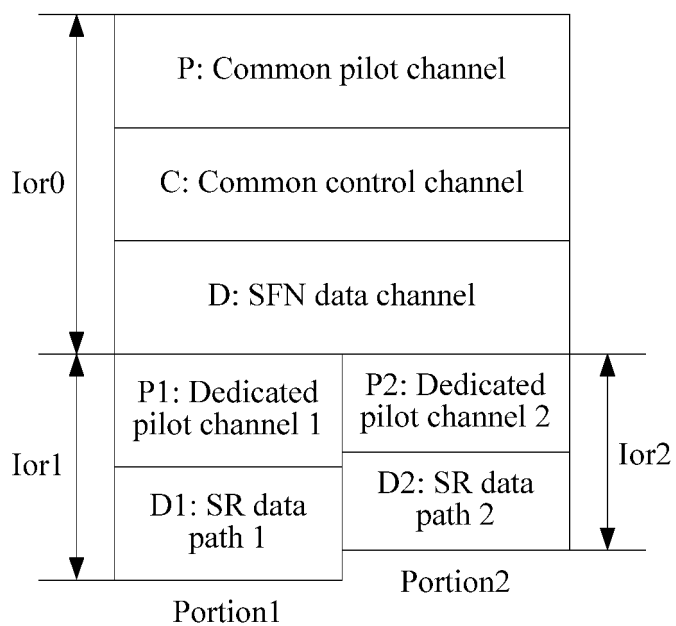 P: Common pilot channel
Ior0
C: Common control channel
D: SFN data channel
P1: Dedicated
pilot channel 1
P2: Dedicated
pilot channel 2
Ior1
Ior2
D1: SR data
path 1
D2: SR data
path 2
Portion1
Portion2